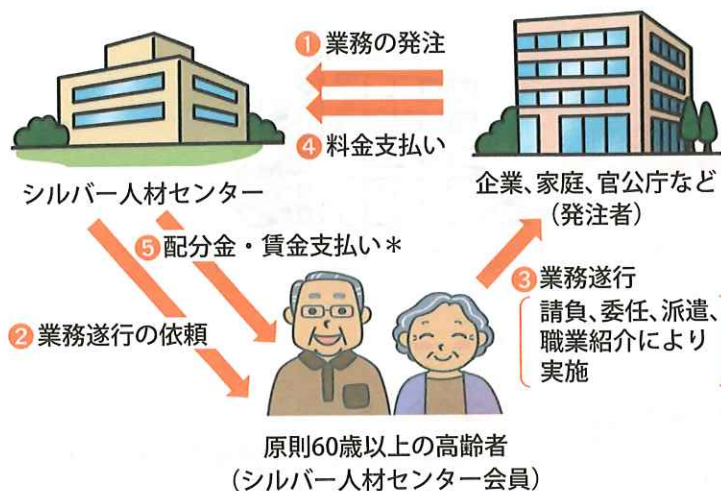 ❶業務の発注
❹料金支払い
シルバー人材センター
企業、家庭、官公庁など
（発注者）
❺配分金・賃金支払い＊
❷業務遂行の依頼
❸業務遂行
請負、委任、派遣、
職業紹介により
実施
原則60歳以上の高齢者
（シルバー人材センター会員）